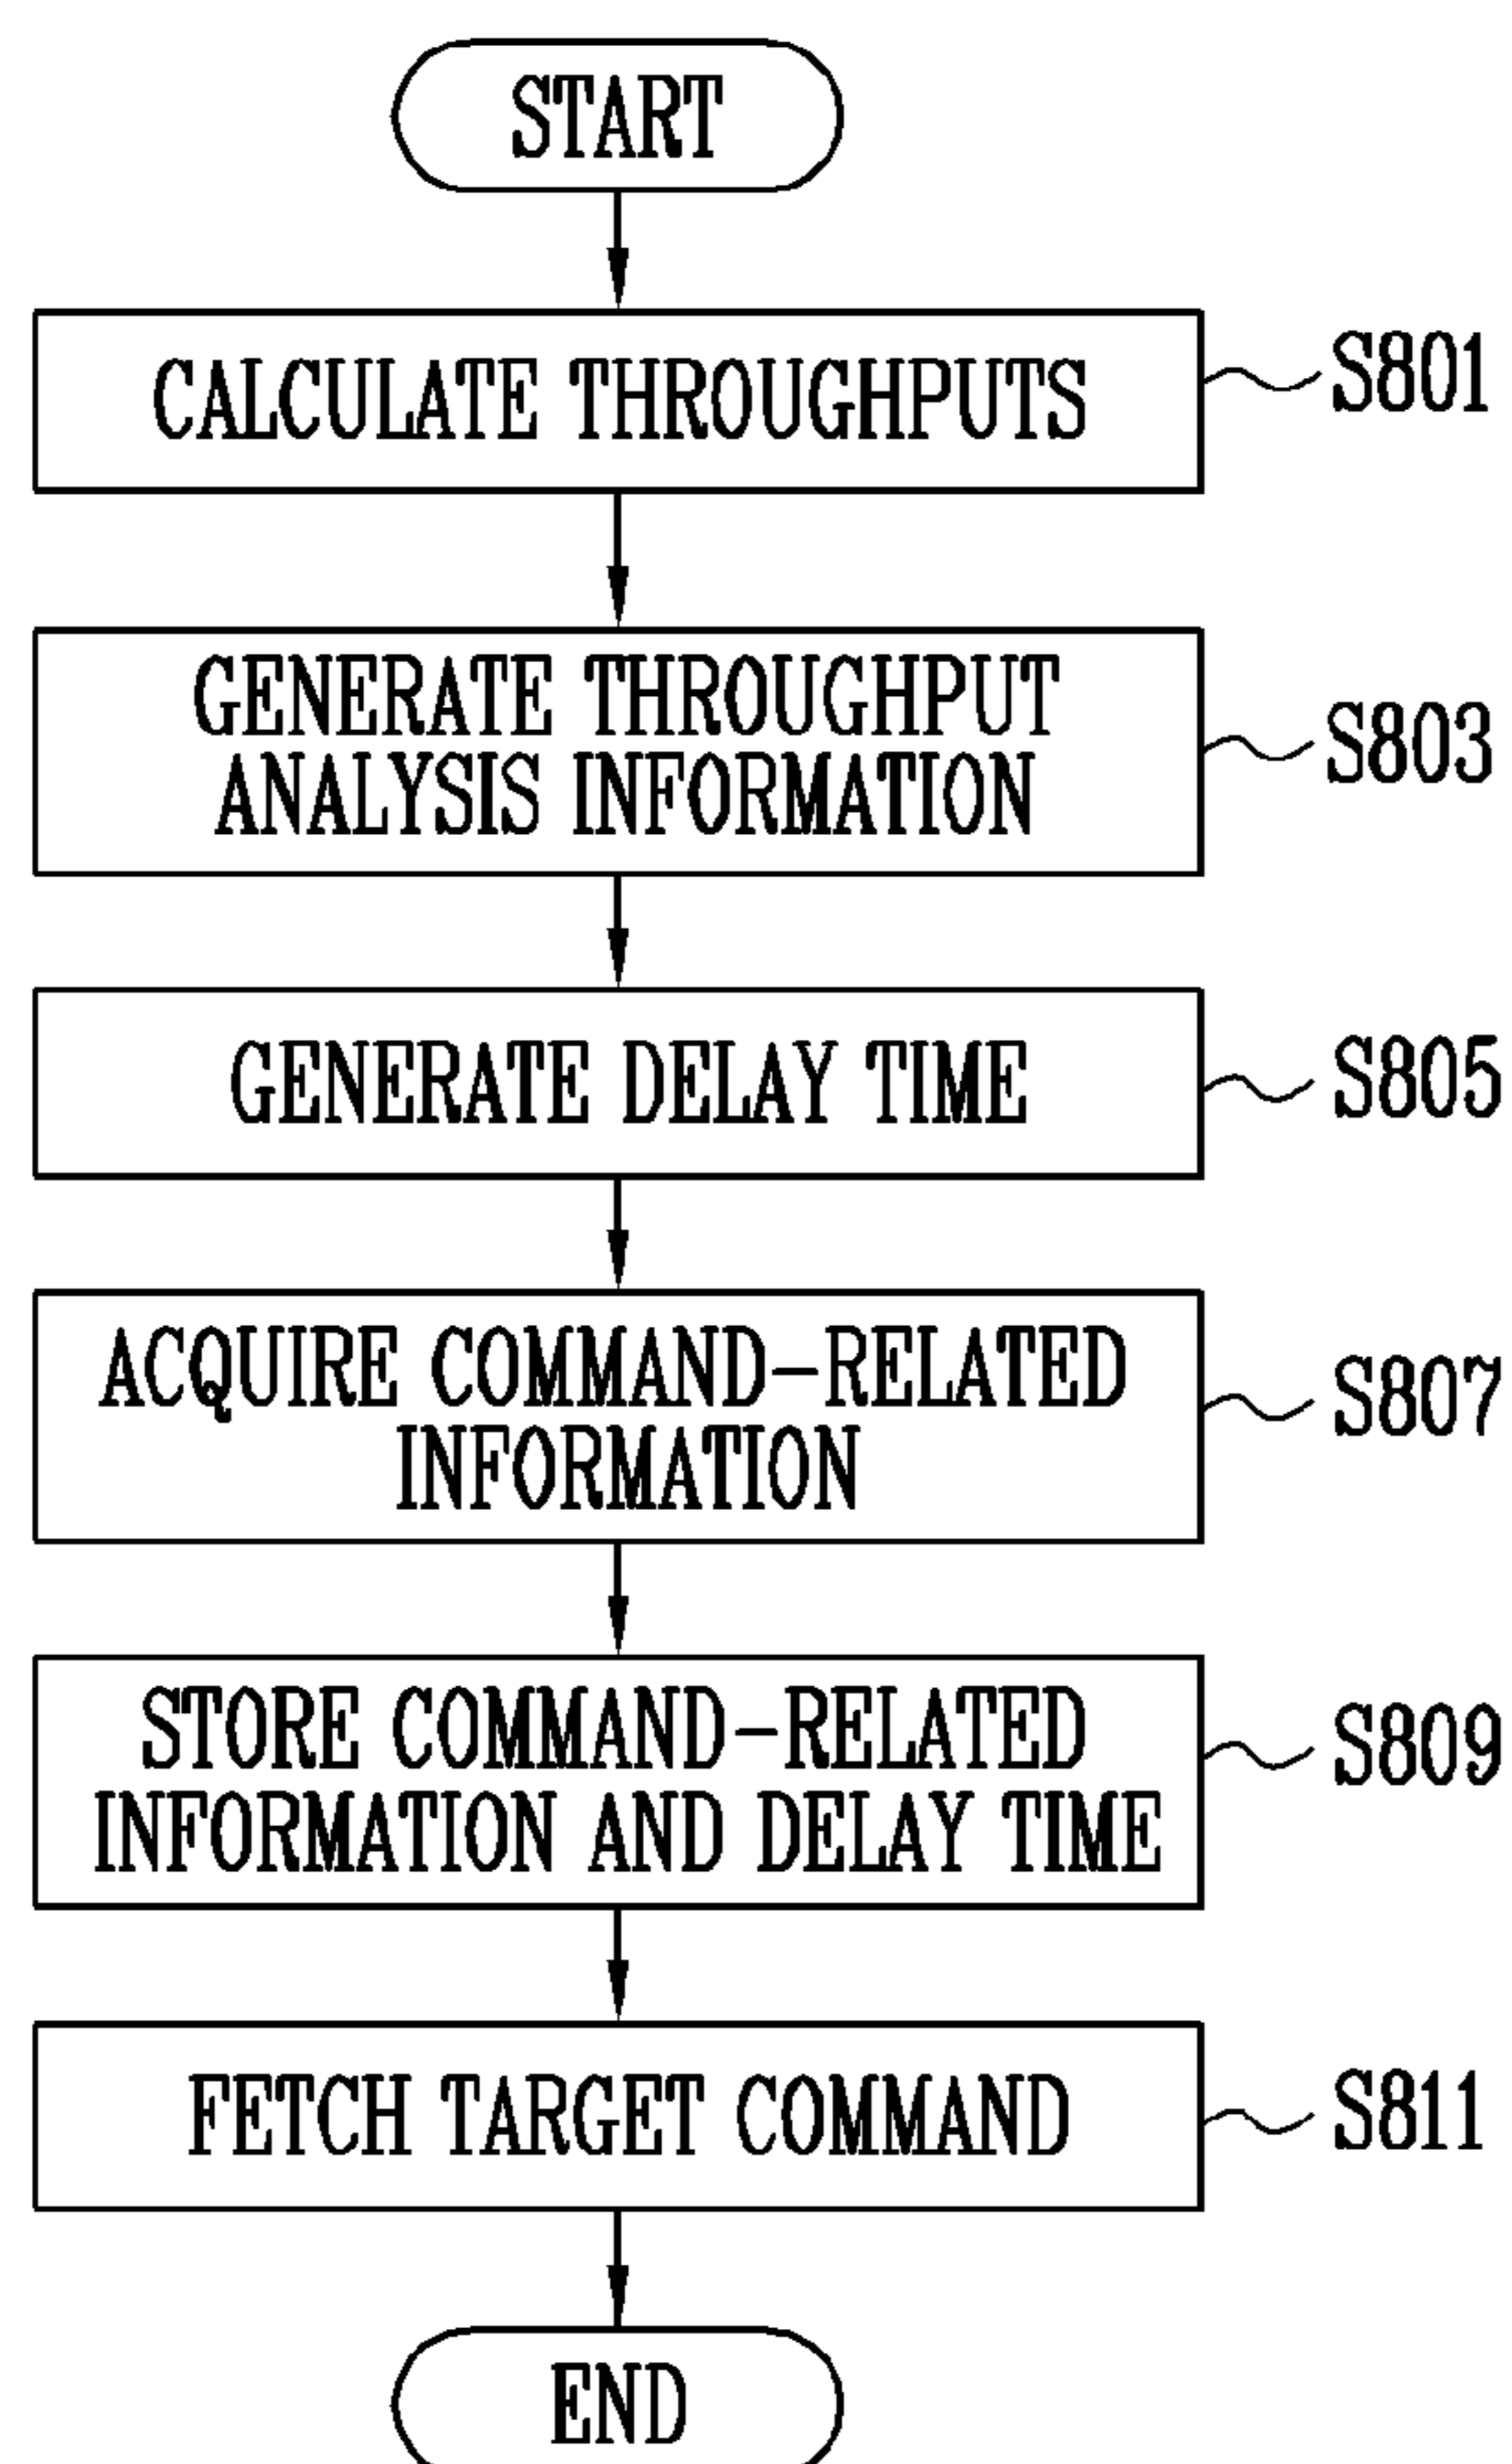 START
CALCULATE THROUGHPUTS
S801
GENERATE THROUGHPUT
ANALYSIS INFORMATION
S803
GENERATE DELAY TIME
S805
ACQUIRE COMMAND-RELATED
INFORMATION
S807
STORE COMMAND-RELATED
INFORMATION AND DELAY TIME
S809
FETCH TARGET COMMAND
S811
END